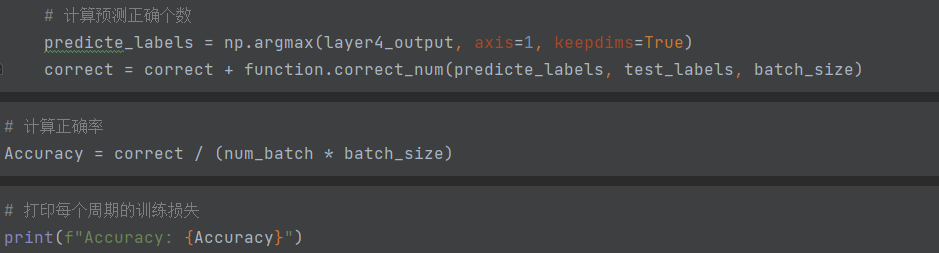 # 计算预测正确个数
predicte_labels = np.argmax(layer4_output, axis=1, keepdims=True)
correct = correct + function.correct_num(predicte_labels, test_labels, batch_size)
# 计算正确率
Accuracy = correct / (num_batch * batch_size)
# 打印每个周期的训练损失
print(f"Accuracy: {Accuracy}")